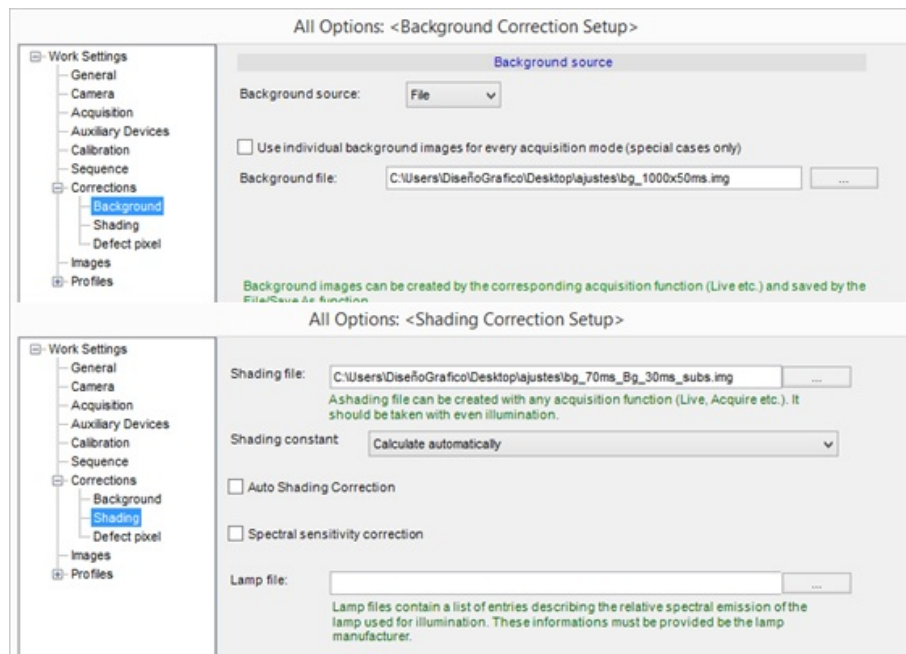 All Options: <Background Correction Setup>
Work Settings
General
Camera
Acquisition
Auxiliary Devices
Calibration
Sequence
Corrections
Background
Shading
Defect pixel
Images
Profiles
Background source
Background source:
File
Use individual background images for every acquisition mode (special cases only)
Background file:
C:\Users\DiseñoGrafico\Desktop\ajustes\bg_1000x50ms.img
...
Background images can be created by the corresponding acquisition function (Live etc.) and saved by the
File/Save As function.
All Options: <Shading Correction Setup>
Work Settings
General
Camera
Acquisition
Auxiliary Devices
Calibration
Sequence
Corrections
Background
Shading
Defect pixel
Images
Profiles
Shading file:
C:\Users\DiseñoGrafico\Desktop\ajustes\bg_70ms_Bg_30ms_subs.img
...
A shading file can be created with any acquisition function (Live, Acquire etc.). It
should be taken with even illumination.
Shading constant
Calculate automatically
Auto Shading Correction
Spectral sensitivity correction
Lamp file:
...
Lamp files contain a list of entries describing the relative spectral emission of the
lamp used for illumination. These informations must be provided be the lamp
manufacturer.